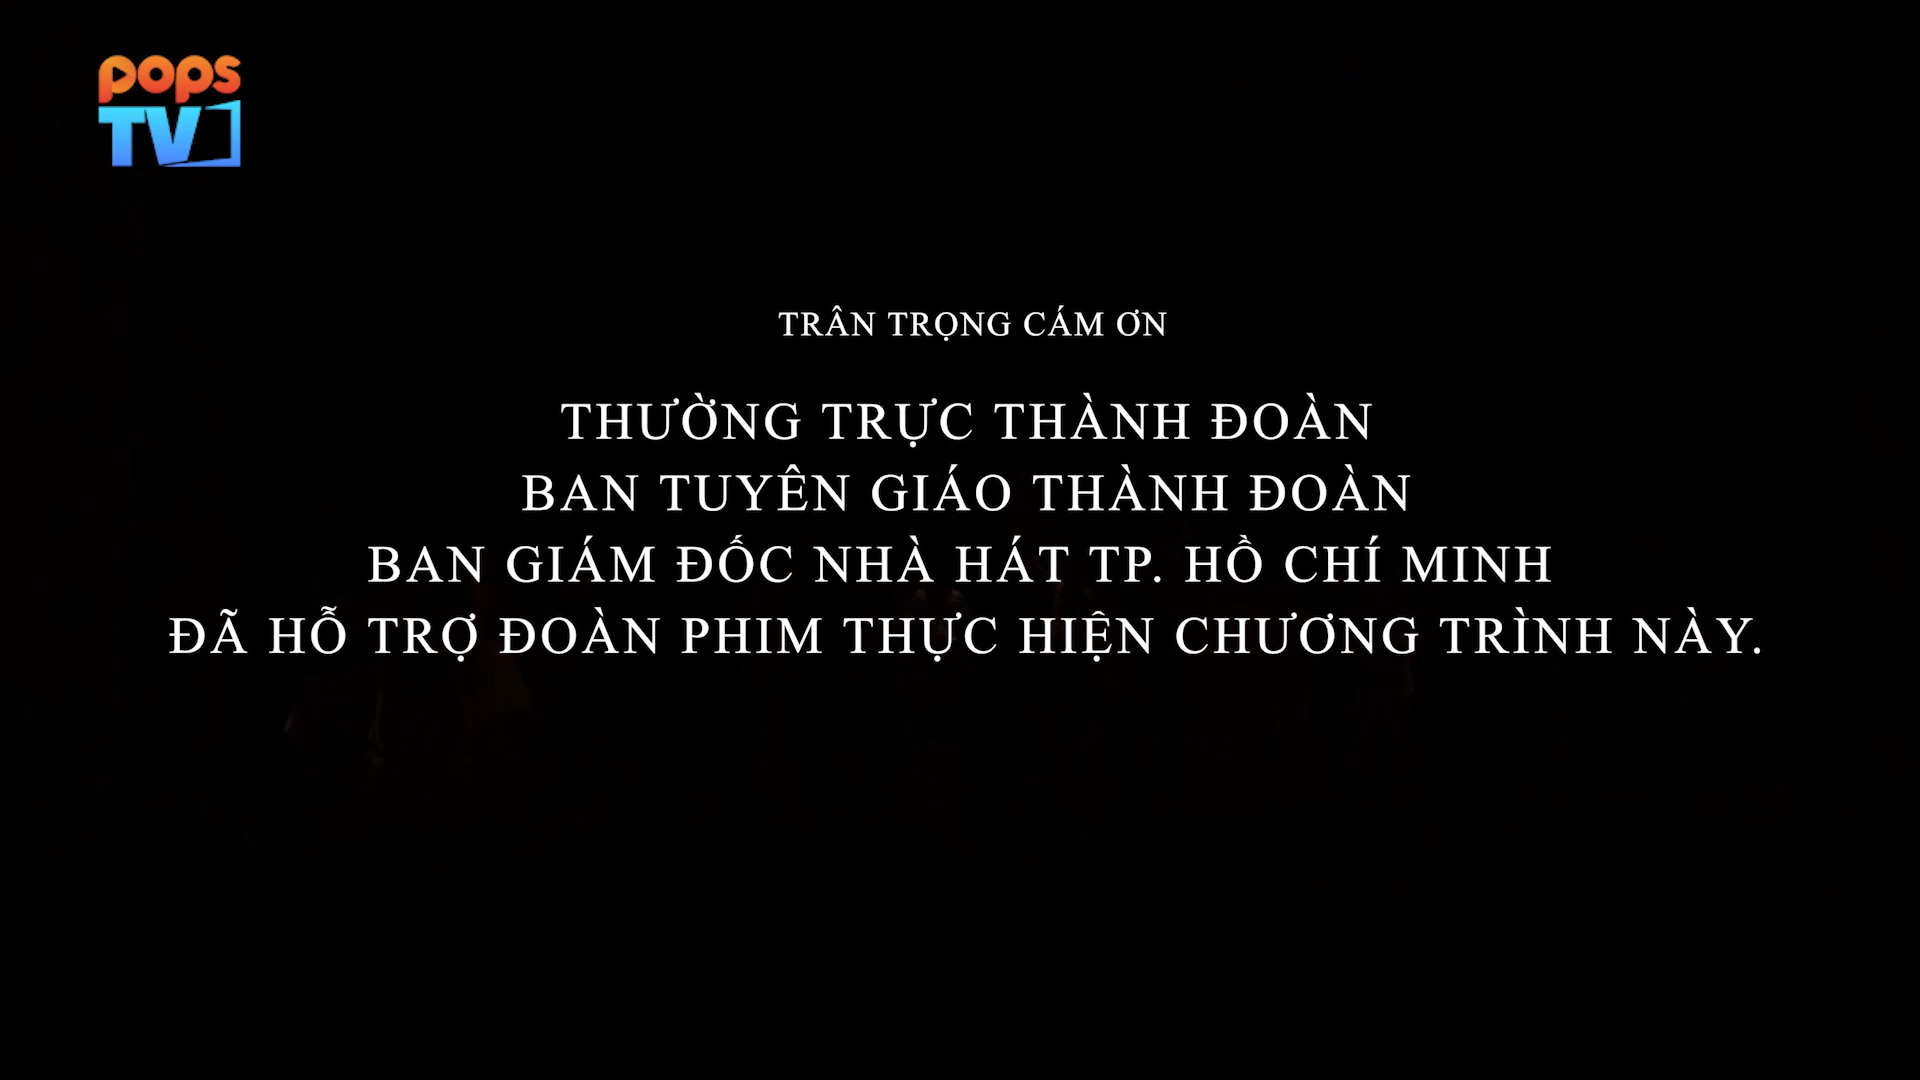 pops
TV
TRÂN TRỌNG CÁM ƠN
THƯỜNG TRỰC THÀNH ĐOÀN
BAN TUYÊN GIÁO THÀNH ĐOÀN
BAN GIÁM ĐỐC NHÀ HÁT TP. HỒ CHÍ MINH
ĐÃ HỖ TRỢ ĐOÀN PHIM THỰC HIỆN CHƯƠNG TRÌNH NÀY.